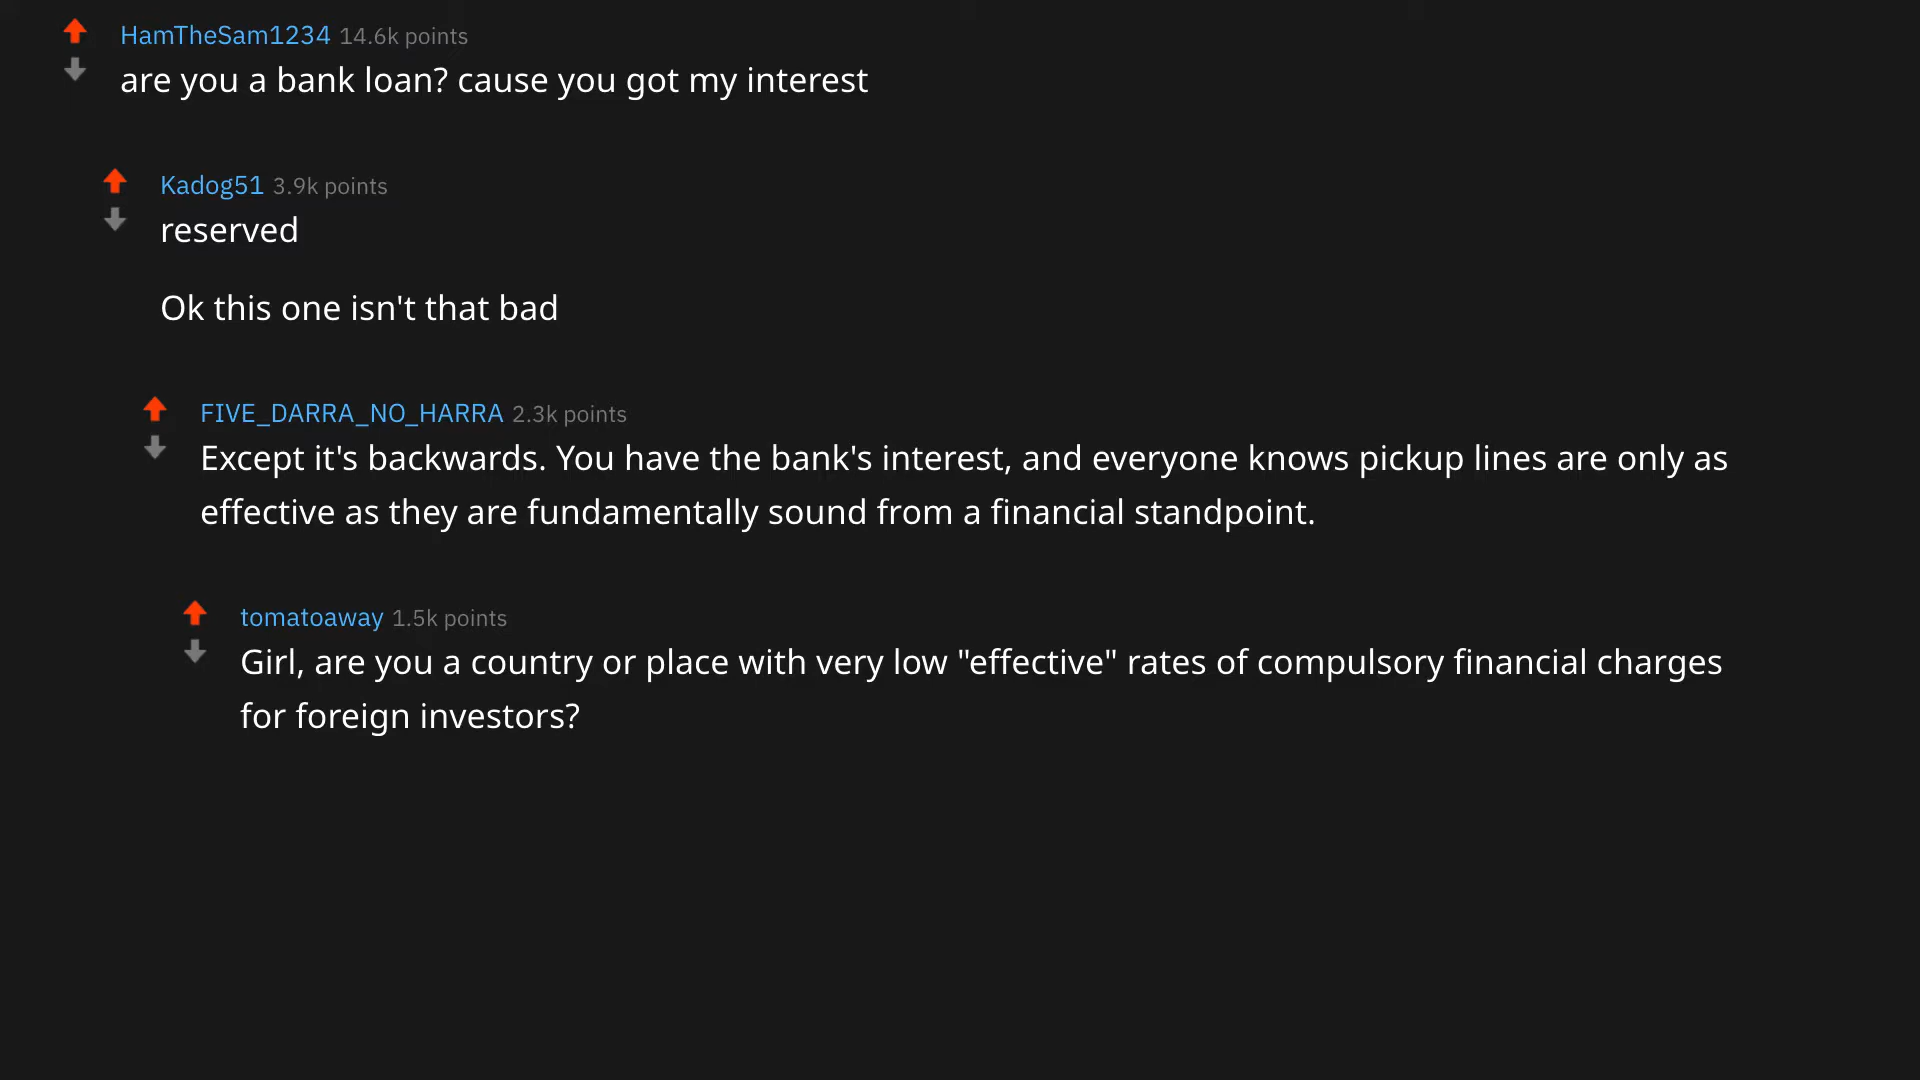 HamTheSam1234 14.6k points
are you a bank loan? cause you got my interest
Kadog51 3.9k points
reserved
Ok this one isn't that bad
FIVE_DARRA_NO_HARRA 2.3k points
Except it's backwards. You have the bank's interest, and everyone knows pickup lines are only as
effective as they are fundamentally sound from a financial standpoint.
tomatoaway 1.5k points
Girl, are you a country or place with very low "effective" rates of compulsory financial charges
for foreign investors?